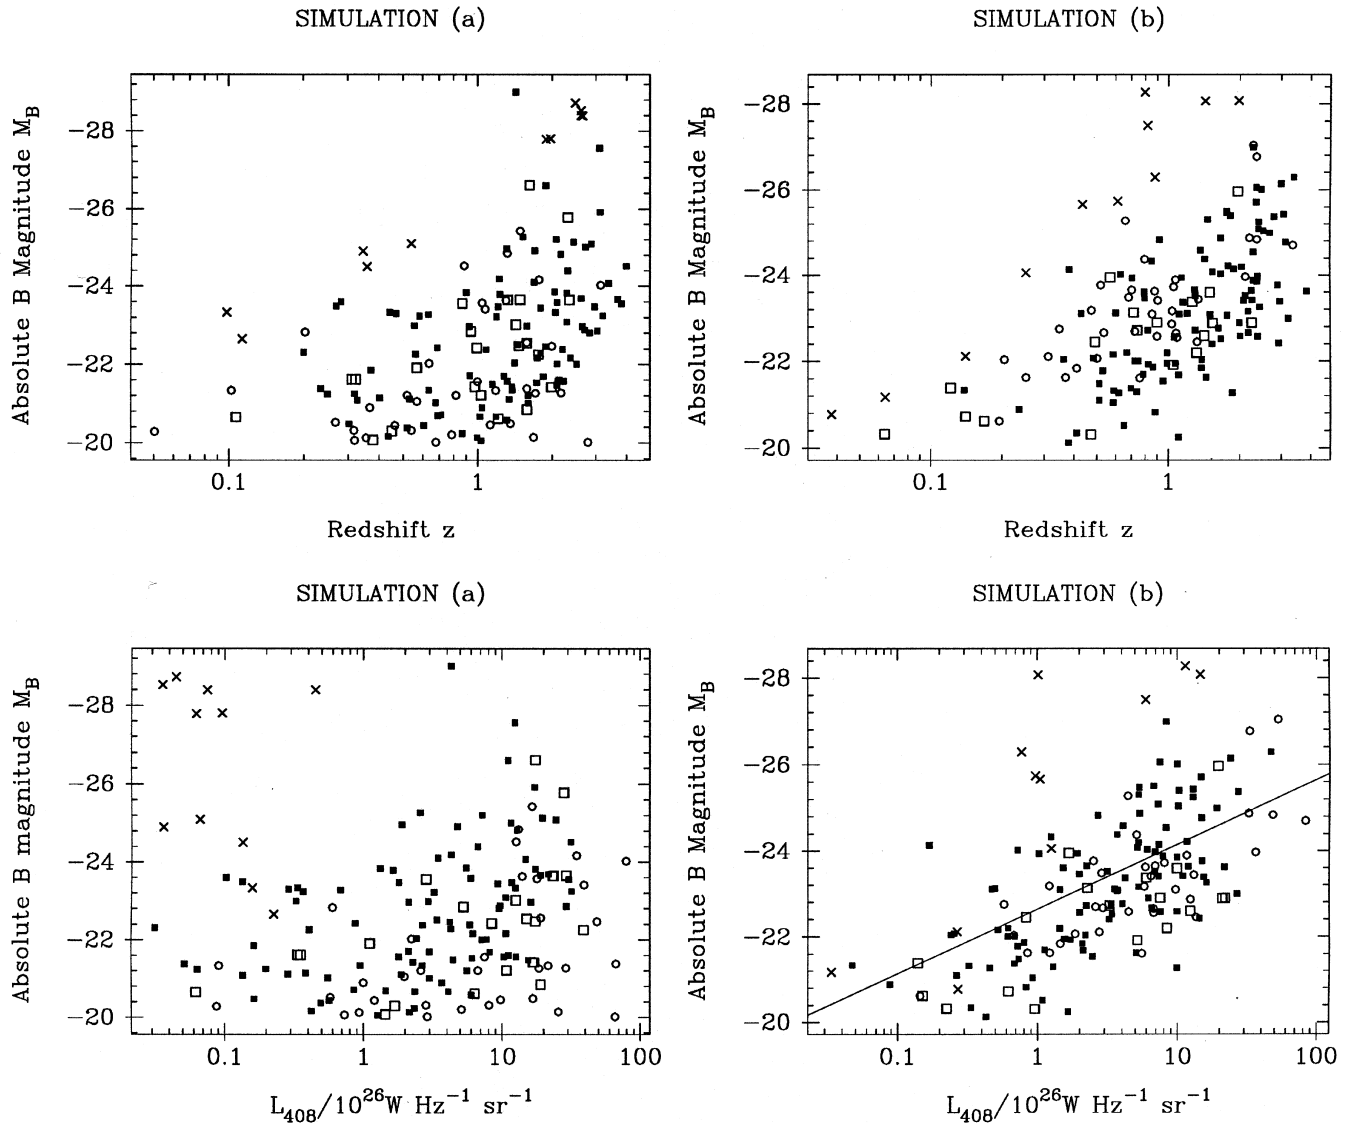 SIMULATION (a)
SIMULATION (b)
Absolute B Magnitude M_B
−28
−26
−24
−22
−20
0.1
1
Redshift z
Absolute B Magnitude M_B
−28
−26
−24
−22
−20
0.1
1
Redshift z
SIMULATION (a)
SIMULATION (b)
Absolute B magnitude M_B
−28
−26
−24
−22
−20
0.1
1
10
100
L_408/10^26W Hz^−1 sr^−1
Absolute B Magnitude M_B
−28
−26
−24
−22
−20
0.1
1
10
100
L_408/10^26W Hz^−1 sr^−1